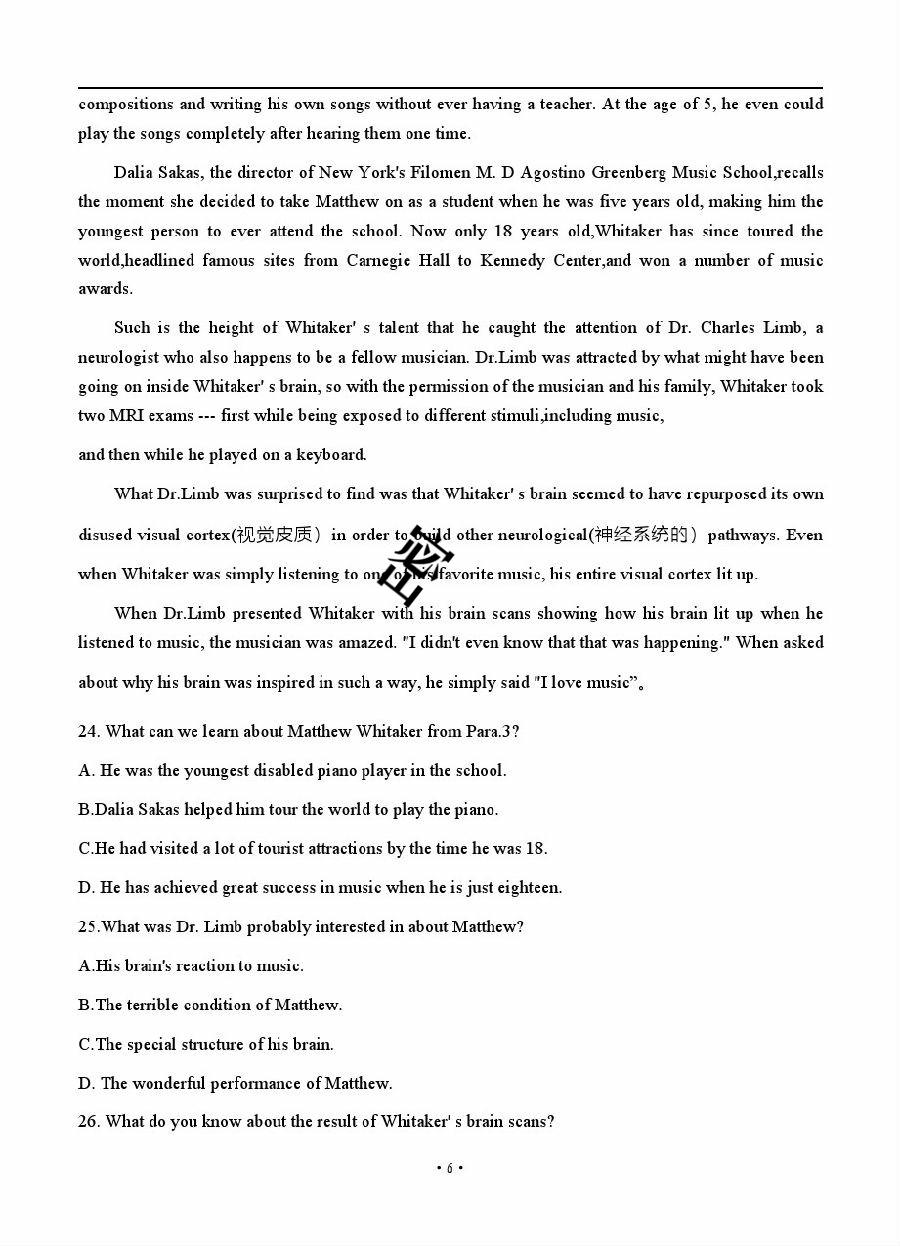 compositions and writing his own songs without ever having a teacher. At the age of 5, he even could
play the songs completely after hearing them one time.
Dalia Sakas, the director of New York's Filomen M. D Agostino Greenberg Music School,recalls
the moment she decided to take Matthew on as a student when he was five years old, making him the
youngest person to ever attend the school. Now only 18 years old,Whitaker has since toured the
world,headlined famous sites from Carnegie Hall to Kennedy Center,and won a number of music
awards.
Such is the height of Whitaker' s talent that he caught the attention of Dr. Charles Limb, a
neurologist who also happens to be a fellow musician. Dr.Limb was attracted by what might have been
going on inside Whitaker' s brain, so with the permission of the musician and his family, Whitaker took
two MRI exams --- first while being exposed to different stimuli,including music,
and then while he played on a keyboard.
What Dr.Limb was surprised to find was that Whitaker' s brain seemed to have repurposed its own
disused visual cortex(视觉皮质）in order to build other neurological(神经系统的）pathways. Even
when Whitaker was simply listening to one of his favorite music, his entire visual cortex lit up.
密
When Dr.Limb presented Whitaker with his brain scans showing how his brain lit up when he
listened to music, the musician was amazed. "I didn't even know that that was happening." When asked
about why his brain was inspired in such a way, he simply said "I love music”。
24. What can we learn about Matthew Whitaker from Para.3?
A. He was the youngest disabled piano player in the school.
B.Dalia Sakas helped him tour the world to play the piano.
C.He had visited a lot of tourist attractions by the time he was 18.
D. He has achieved great success in music when he is just eighteen.
25.What was Dr. Limb probably interested in about Matthew?
A.His brain's reaction to music.
B.The terrible condition of Matthew.
C.The special structure of his brain.
D. The wonderful performance of Matthew.
26. What do you know about the result of Whitaker' s brain scans?
• 6 •